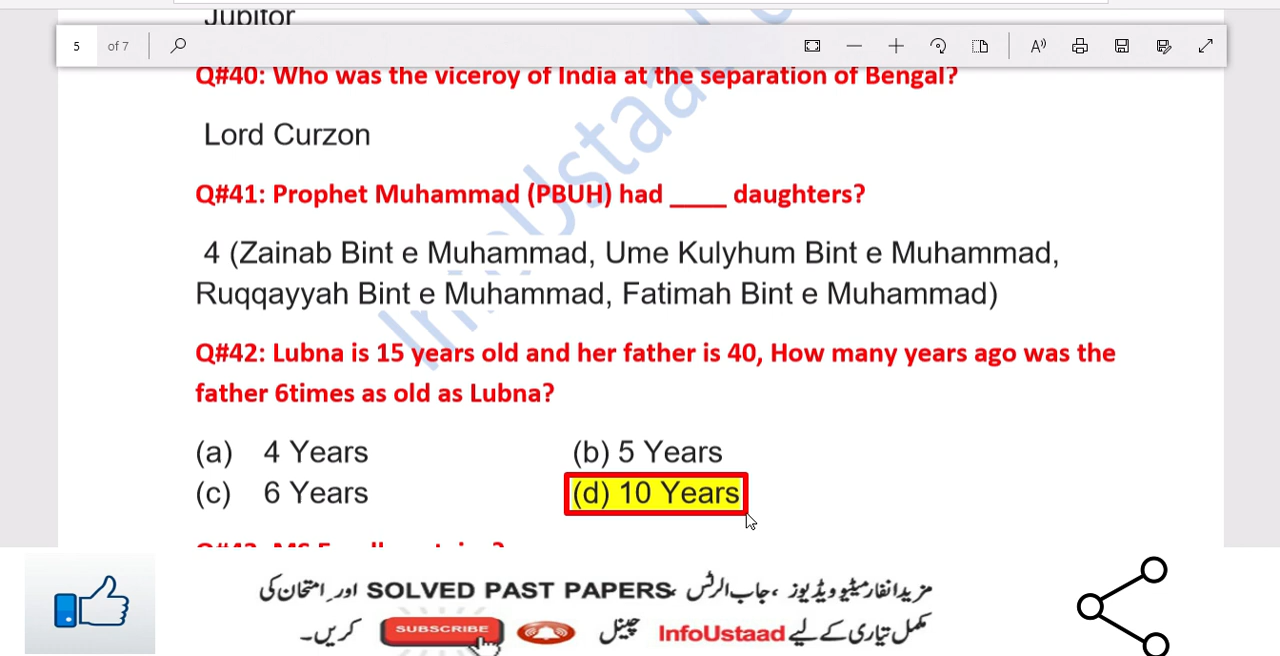 Jupitor
5 of 7
Q#40: Who was the viceroy of India at the separation of Bengal?
Lord Curzon
Q#41: Prophet Muhammad (PBUH) had ____ daughters?
4 (Zainab Bint e Muhammad, Ume Kulyhum Bint e Muhammad,
Ruqqayyah Bint e Muhammad, Fatimah Bint e Muhammad)
Q#42: Lubna is 15 years old and her father is 40, How many years ago was the
father 6times as old as Lubna?
(a) 4 Years (b) 5 Years
(c) 6 Years (d) 10 Years
InfoUstaad
مزید انفارمیٹیو ویڈیوز ، جاب الرٹس، SOLVED PAST PAPERS اور امتحان کی
مکمل تیاری کے لیے InfoUstaad چینل SUBSCRIBE کریں۔